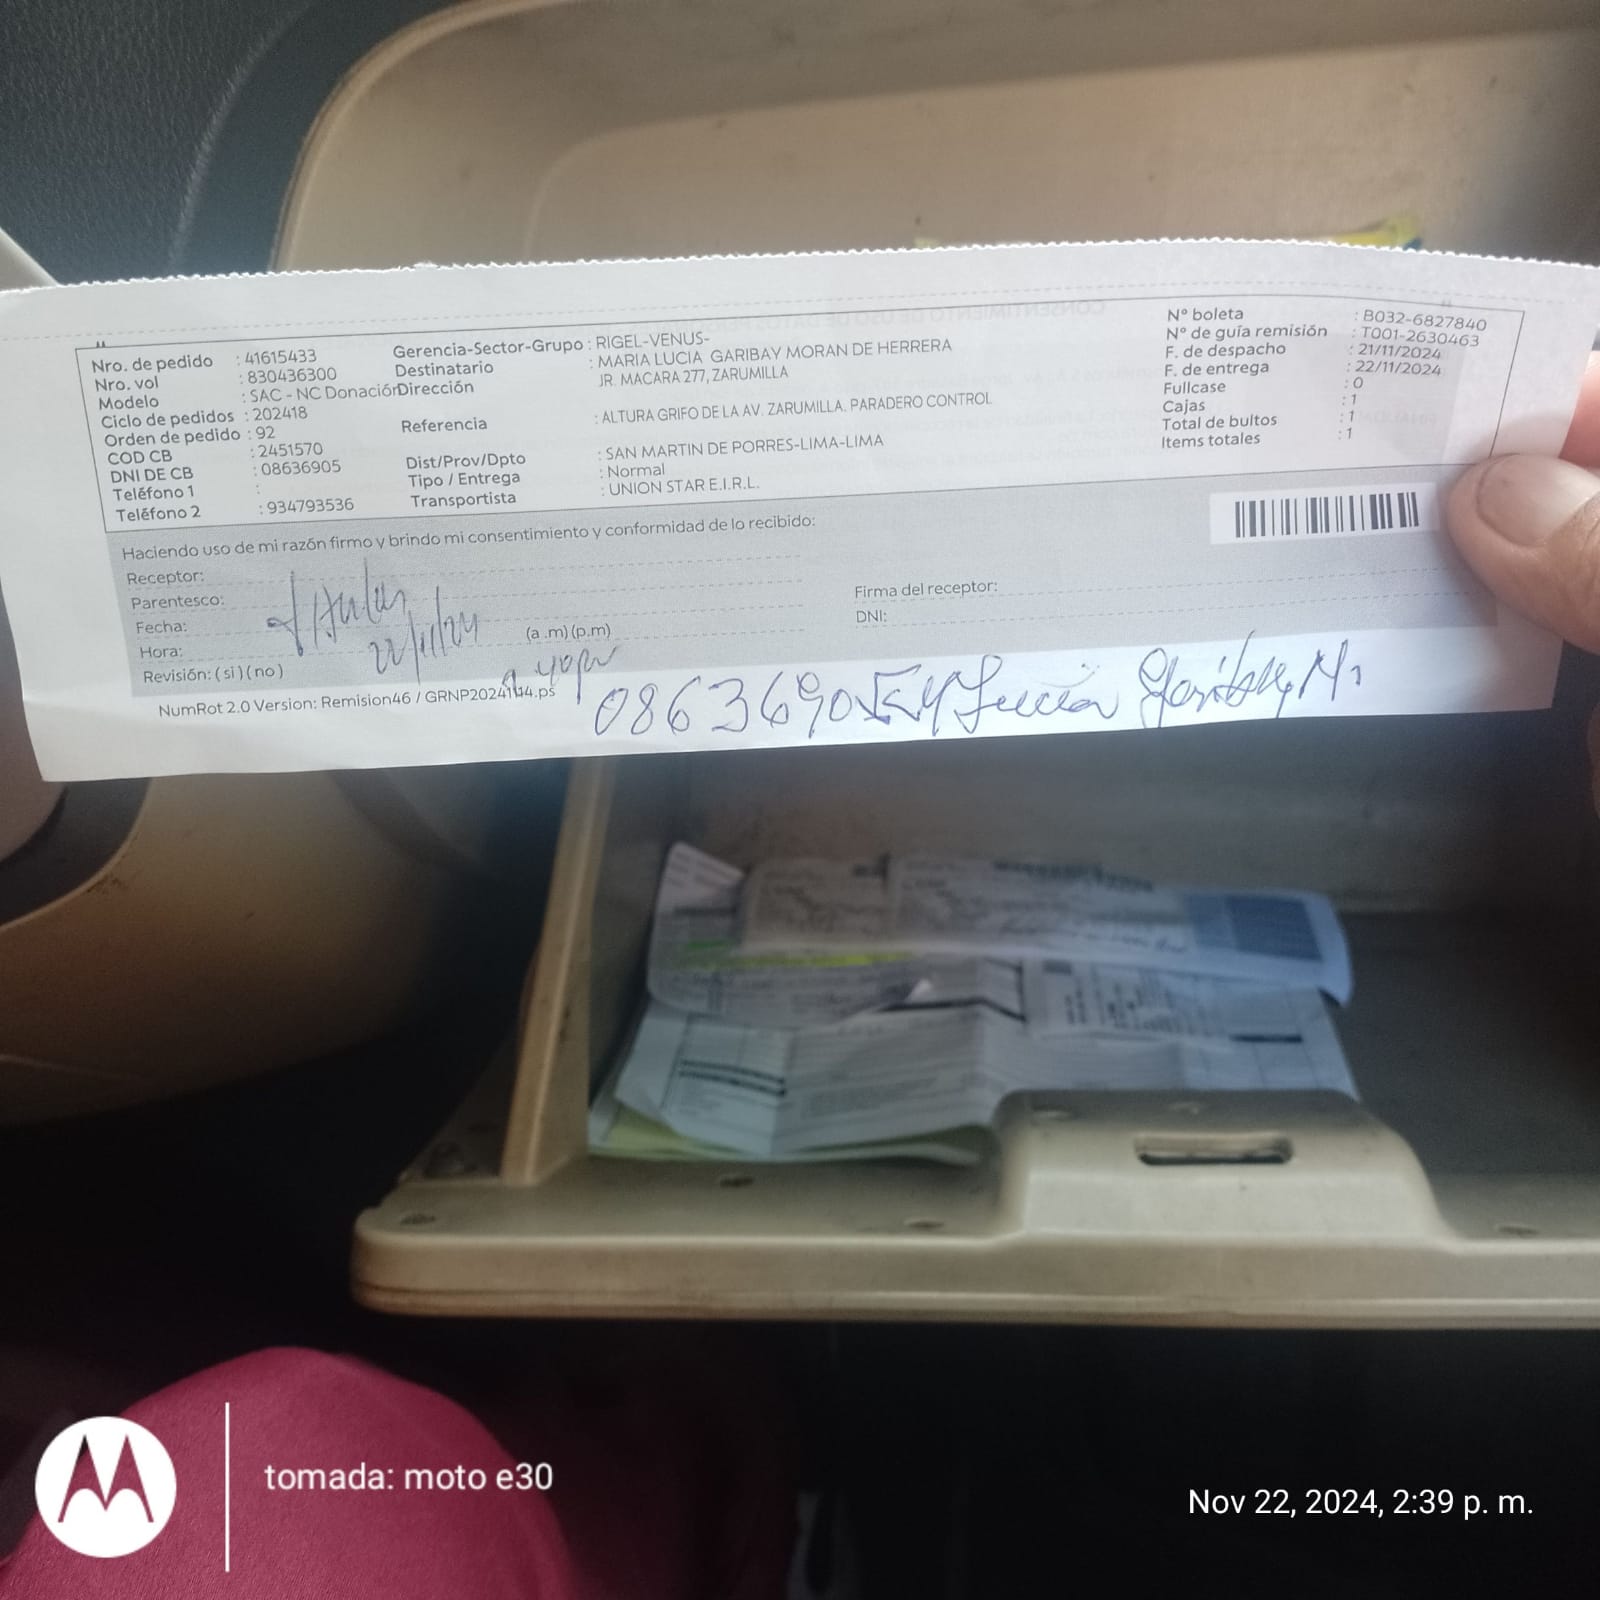 Nro. de pedido : 41615433
Nro. vol : 830436300
Modelo : SAC - NC Donación
Ciclo de pedidos : 202418
Orden de pedido : 92
COD CB : 2451570
DNI DE CB : 08636905
Teléfono 1 :
Teléfono 2 : 934793536
Gerencia-Sector-Grupo : RIGEL-VENUS-
Destinatario : MARIA LUCIA GARIBAY MORAN DE HERRERA
Dirección JR. MACARA 277, ZARUMILLA
Referencia : ALTURA GRIFO DE LA AV. ZARUMILLA. PARADERO CONTROL
Dist/Prov/Dpto : SAN MARTIN DE PORRES-LIMA-LIMA
Tipo / Entrega : Normal
Transportista : UNION STAR E.I.R.L.
Nº boleta : B032-6827840
Nº de guía remisión : T001-2630463
F. de despacho : 21/11/2024
F. de entrega : 22/11/2024
Fullcase : 0
Cajas : 1
Total de bultos : 1
Items totales : 1
Haciendo uso de mi razón firmo y brindo mi consentimiento y conformidad de lo recibido:
Receptor:
Parentesco: titular
Fecha: 22/11/24
Hora: (a .m) (p.m)
Revisión: ( si ) ( no )
Firma del receptor:
DNI:
NumRot 2.0 Version: Remision46 / GRNP20241114.ps
08636905 Lucía Garibay M.
tomada: moto e30
Nov 22, 2024, 2:39 p. m.